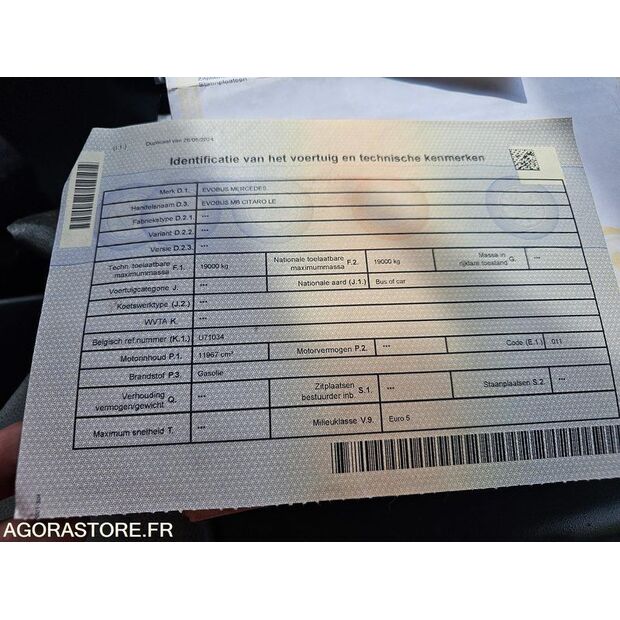 Staanplaatsen
(I.1.) Duplicaat van 26/06/2024
Identificatie van het voertuig en technische kenmerken
Merk D.1. EVOBUS MERCEDES
Handelsnaam D.3. EVOBUS MB CITARO LE
Fabriekstype D.2.1. ***
Variant D.2.2. ***
Versie D.2.3. ***
Techn. toelaatbare maximummassa F.1. 19000 kg Nationale toelaatbare maximummassa F.2. 19000 kg Massa in rijklare toestand G. ***
Voertuigcategorie J. *** Nationale aard (J.1.) Bus of car
Koetswerktype (J.2.) ***
WVTA K. ***
Belgisch ref.nummer (K.1.) U71034
Motorinhoud P.1. 11967 cm³ Motorvermogen P.2. *** Code (E.1.) 011
Brandstof P.3. Gasolie
Verhouding vermogen/gewicht Q. *** Zitplaatsen bestuurder inb. S.1. *** Staanplaatsen S.2. ***
Maximum snelheid T. *** Milieuklasse V.9. Euro 5
AGORASTORE.FR